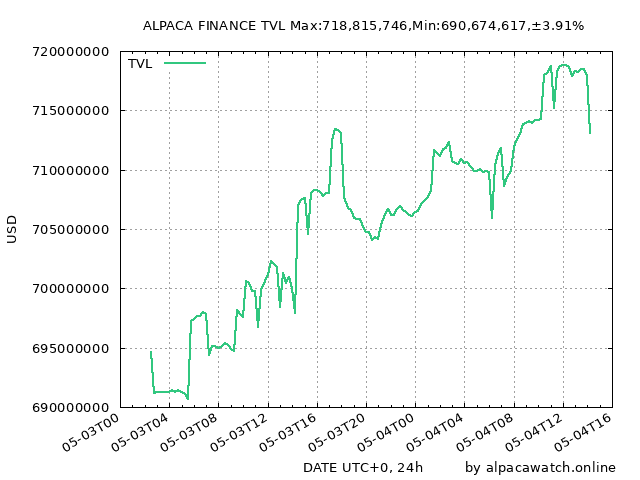 ALPACA FINANCE TVL Max:718,815,746,Min:690,674,617,±3.91%
TVL
720000000
715000000
710000000
705000000
700000000
695000000
690000000
USD
05-03T00
05-03T04
05-03T08
05-03T12
05-03T16
05-03T20
05-04T00
05-04T04
05-04T08
05-04T12
05-04T16
DATE UTC+0, 24h
by alpacawatch.online